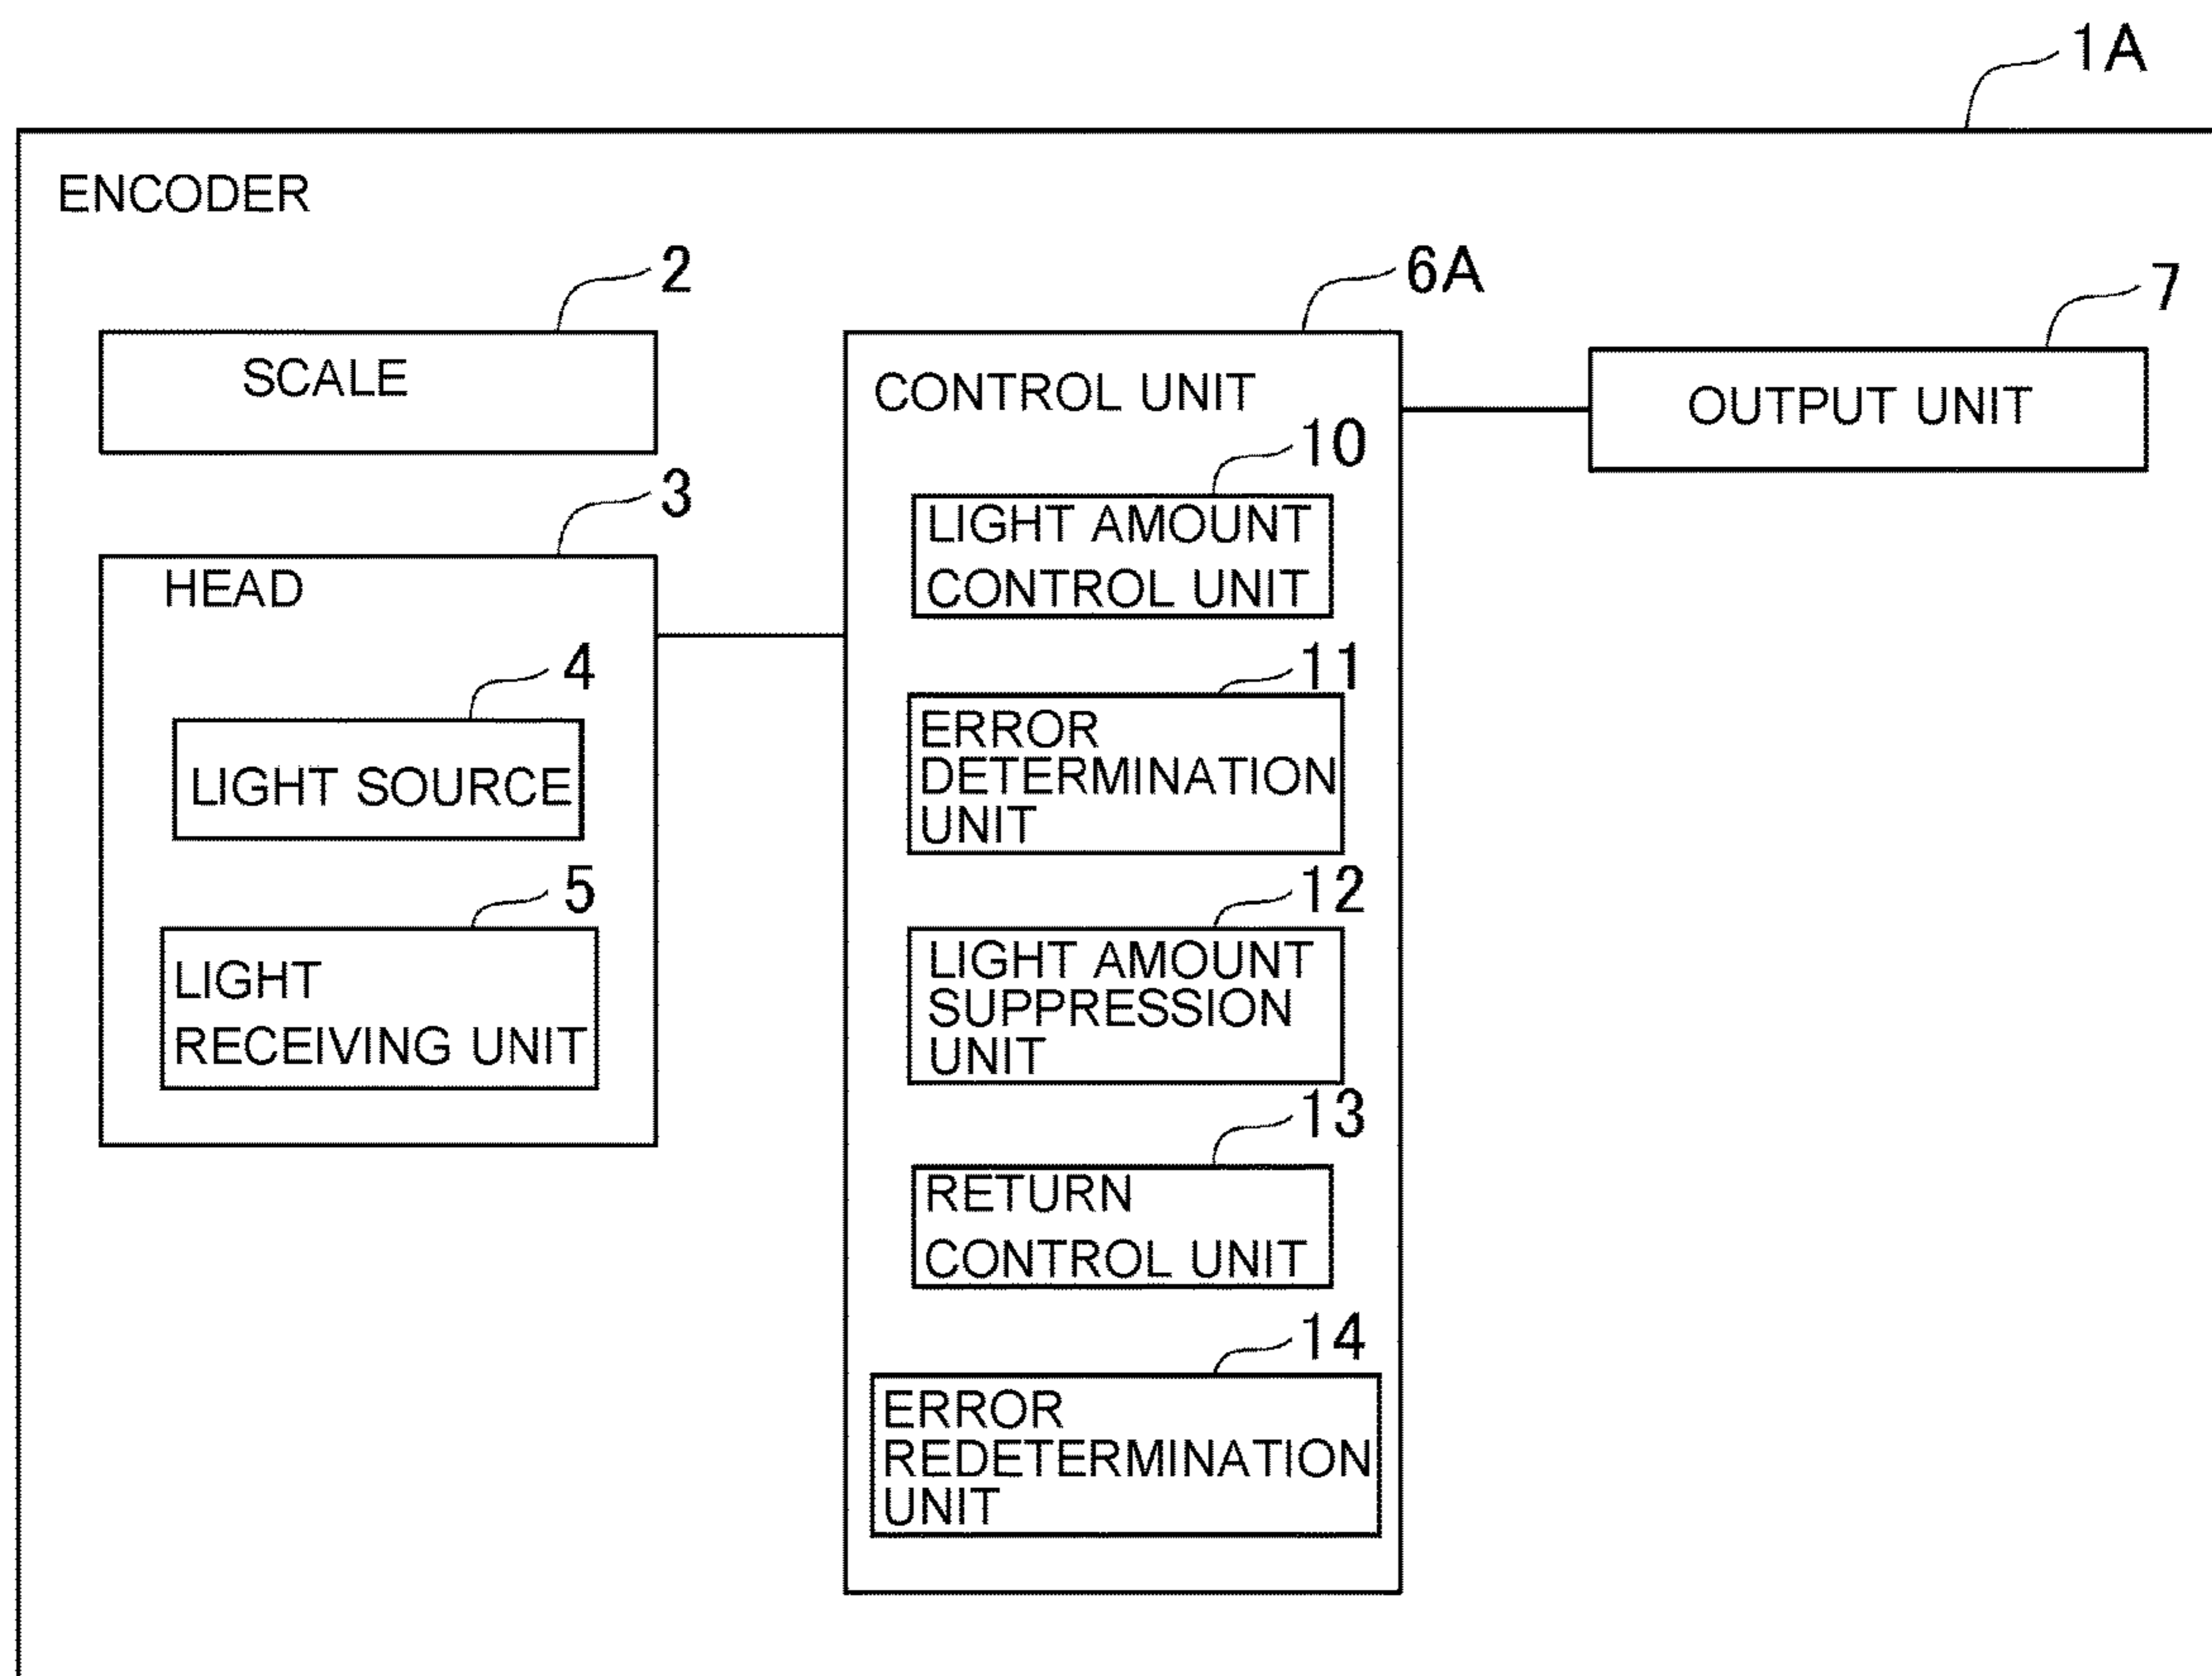 1A
ENCODER
2
SCALE
3
HEAD
4
LIGHT SOURCE
5
LIGHT
RECEIVING UNIT
6A
CONTROL UNIT
10
LIGHT AMOUNT
CONTROL UNIT
11
ERROR
DETERMINATION
UNIT
12
LIGHT AMOUNT
SUPPRESSION
UNIT
13
RETURN
CONTROL UNIT
14
ERROR
REDETERMINATION
UNIT
7
OUTPUT UNIT